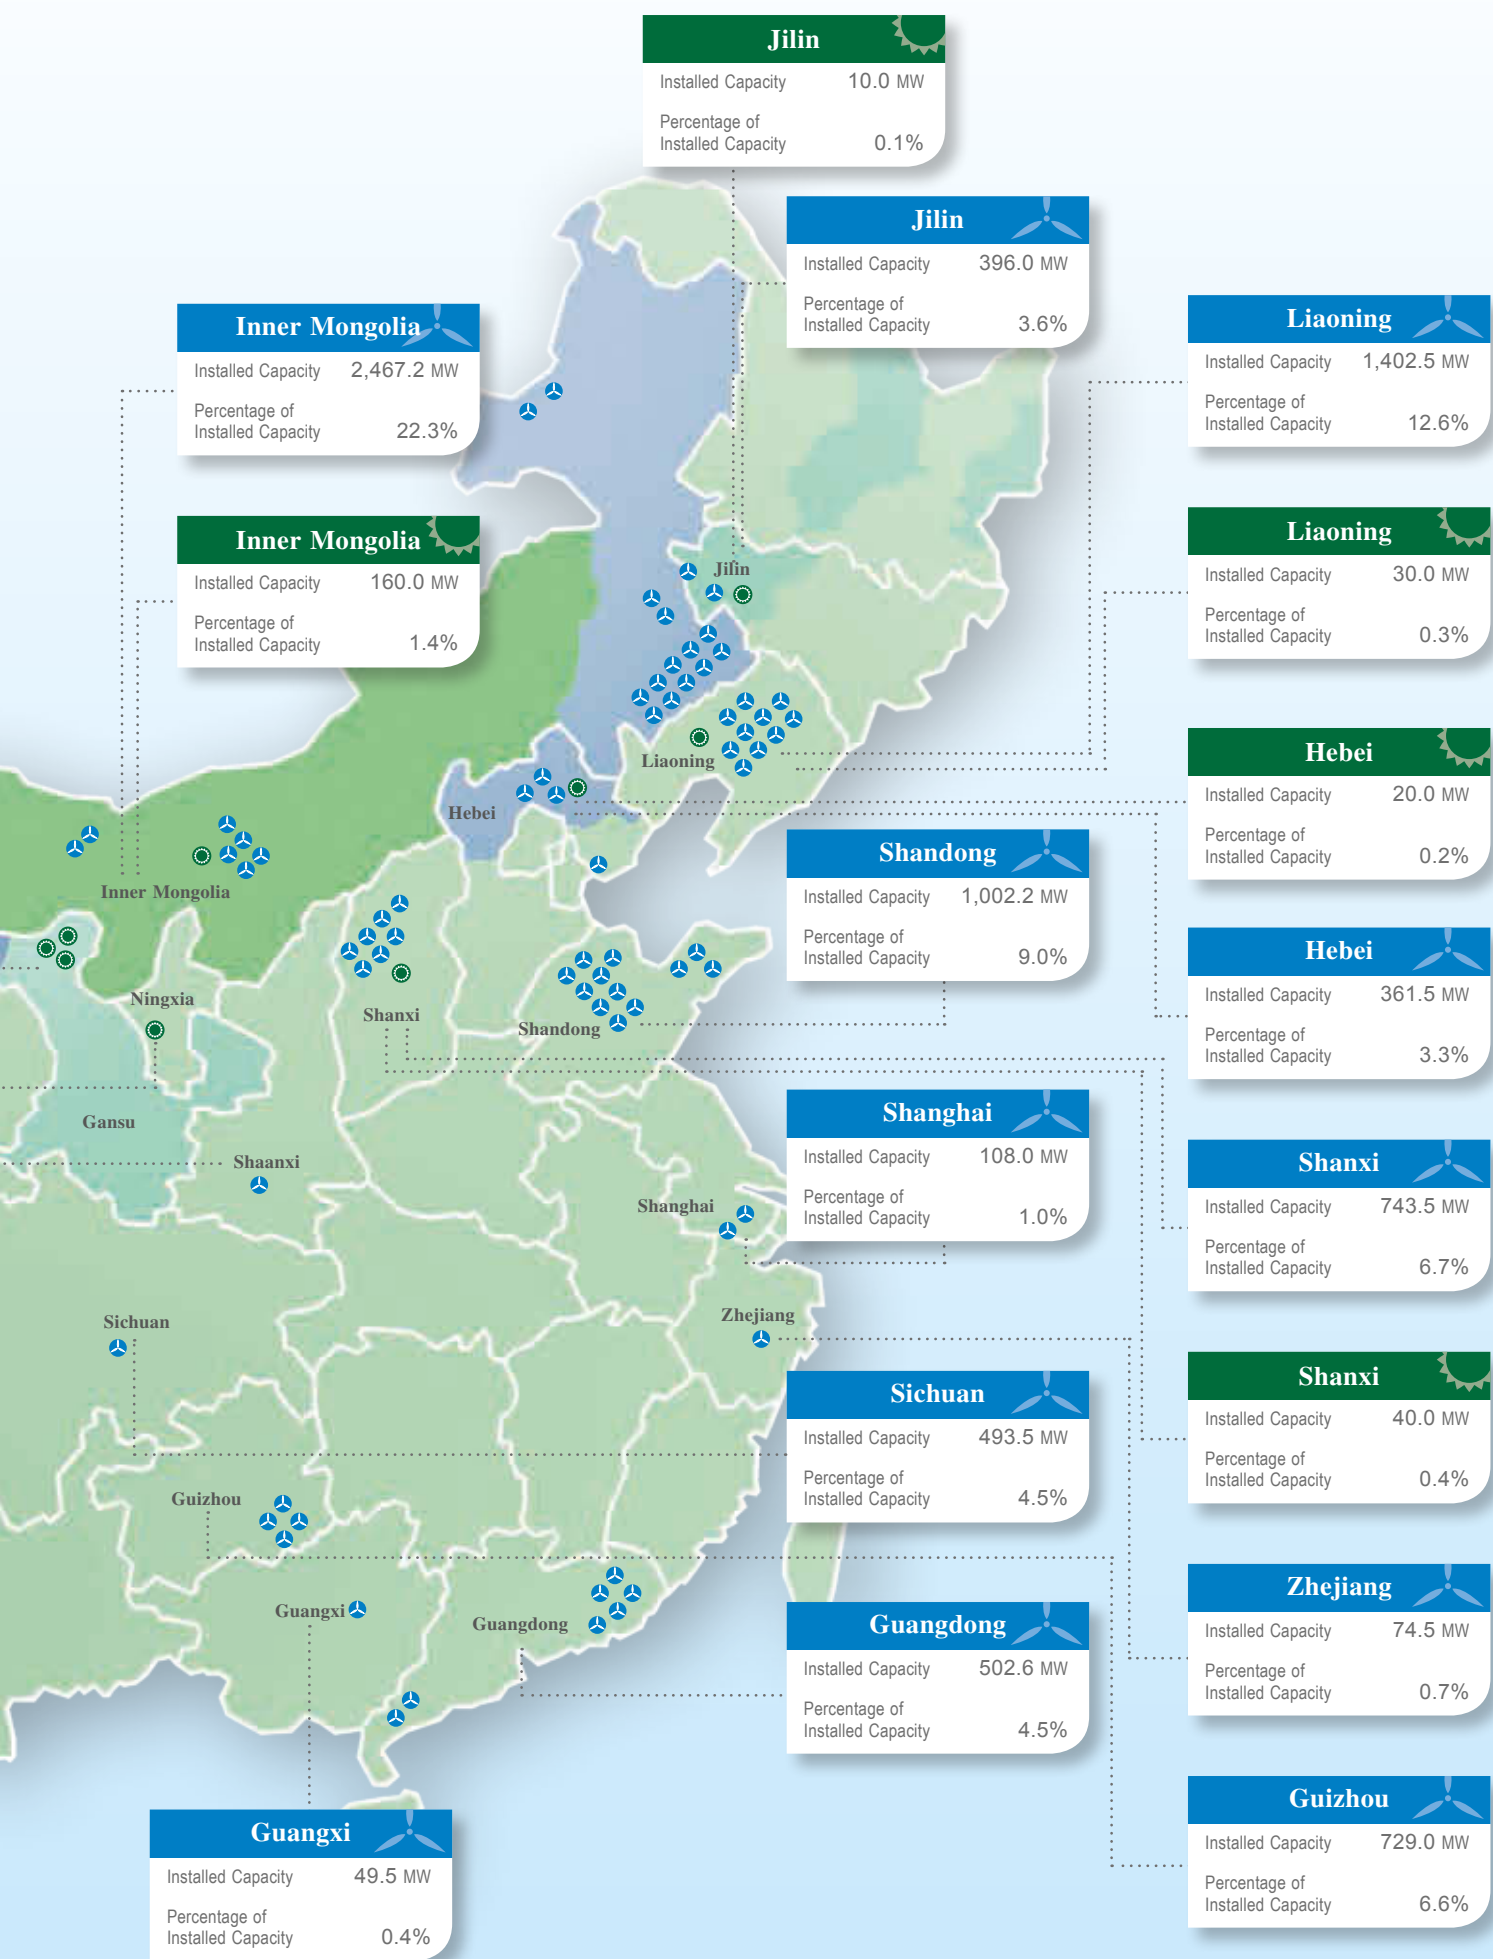 Jilin
Installed Capacity 10.0 MW
Percentage of
Installed Capacity 0.1%
Jilin
Installed Capacity 396.0 MW
Percentage of
Installed Capacity 3.6%
Inner Mongolia
Installed Capacity 2,467.2 MW
Percentage of
Installed Capacity 22.3%
Liaoning
Installed Capacity 1,402.5 MW
Percentage of
Installed Capacity 12.6%
Inner Mongolia
Installed Capacity 160.0 MW
Percentage of
Installed Capacity 1.4%
Liaoning
Installed Capacity 30.0 MW
Percentage of
Installed Capacity 0.3%
Jilin
Liaoning
Hebei
Hebei
Installed Capacity 20.0 MW
Percentage of
Installed Capacity 0.2%
Shandong
Installed Capacity 1,002.2 MW
Percentage of
Installed Capacity 9.0%
Inner Mongolia
Hebei
Installed Capacity 361.5 MW
Percentage of
Installed Capacity 3.3%
Ningxia
Shanxi
Shandong
Gansu
Shaanxi
Shanghai
Installed Capacity 108.0 MW
Percentage of
Installed Capacity 1.0%
Shanxi
Installed Capacity 743.5 MW
Percentage of
Installed Capacity 6.7%
Shanghai
Sichuan
Zhejiang
Sichuan
Installed Capacity 493.5 MW
Percentage of
Installed Capacity 4.5%
Shanxi
Installed Capacity 40.0 MW
Percentage of
Installed Capacity 0.4%
Guizhou
Guangxi
Guangdong
Guangdong
Installed Capacity 502.6 MW
Percentage of
Installed Capacity 4.5%
Zhejiang
Installed Capacity 74.5 MW
Percentage of
Installed Capacity 0.7%
Guangxi
Installed Capacity 49.5 MW
Percentage of
Installed Capacity 0.4%
Guizhou
Installed Capacity 729.0 MW
Percentage of
Installed Capacity 6.6%